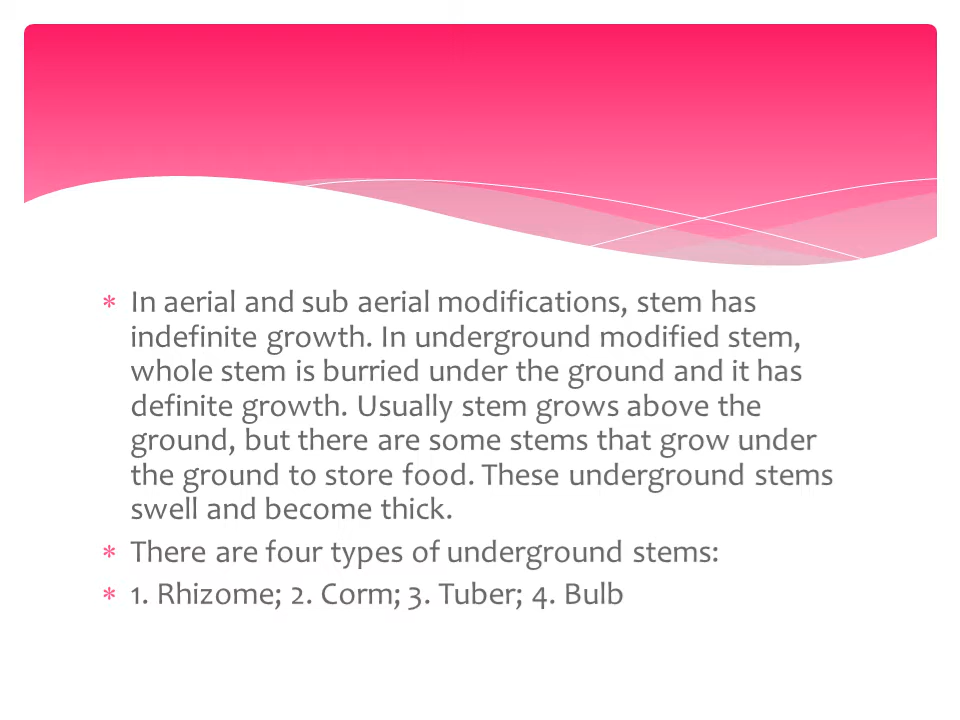 * In aerial and sub aerial modifications, stem has
indefinite growth. In underground modified stem,
whole stem is burried under the ground and it has
definite growth. Usually stem grows above the
ground, but there are some stems that grow under
the ground to store food. These underground stems
swell and become thick.
* There are four types of underground stems:
* 1. Rhizome; 2. Corm; 3. Tuber; 4. Bulb